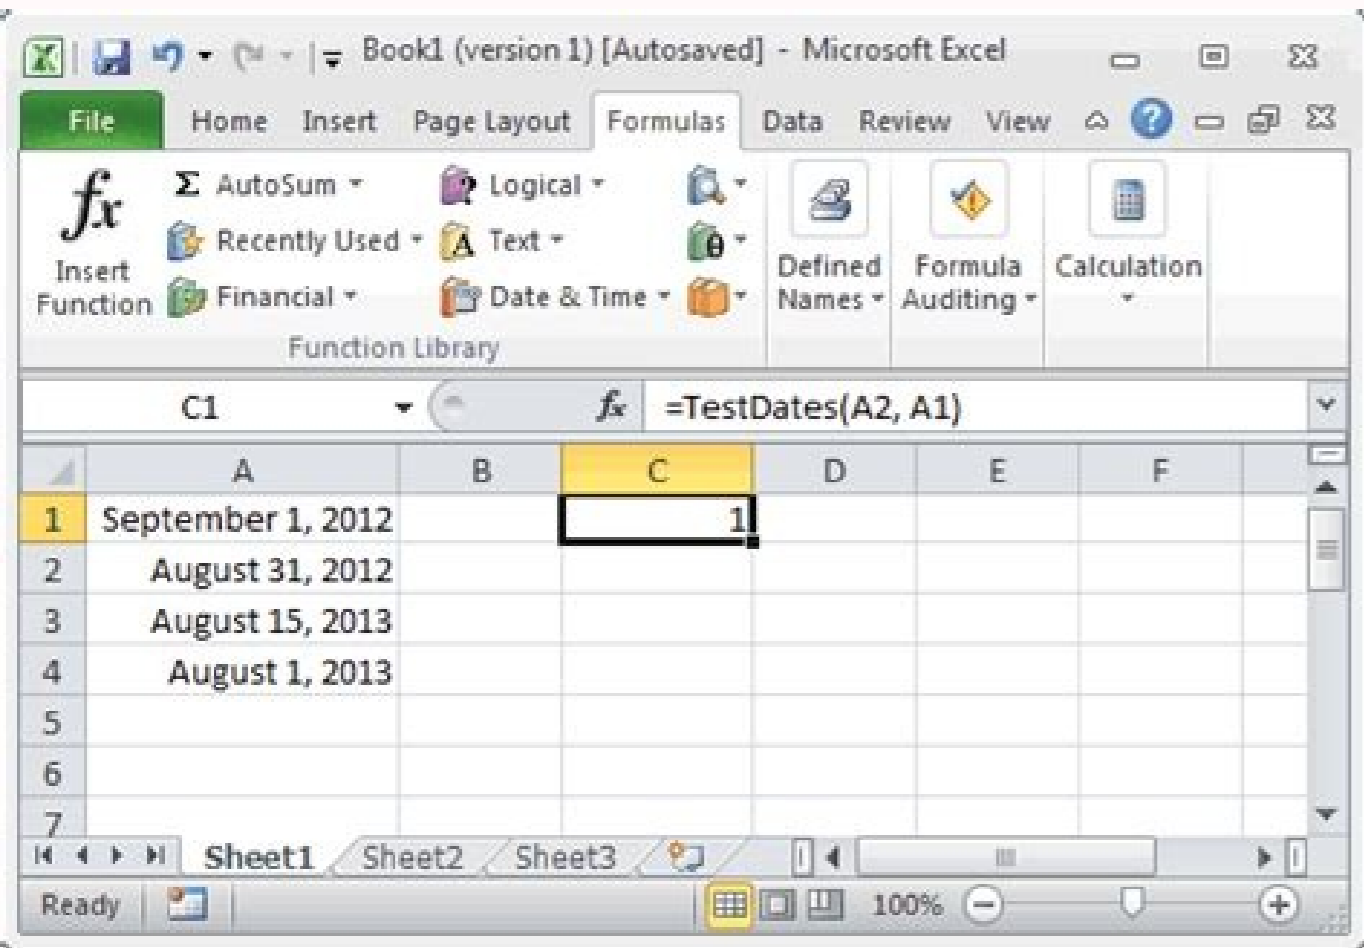 Book1 (version 1) [Autosaved] - Microsoft Excel
File Home Insert Page Layout Formulas Data Review View
fx Σ AutoSum Logical
Recently Used A Text θ
Insert Function
Financial Date & Time
Defined Names
Formula Auditing
Calculation
Function Library
C1 fx =TestDates(A2, A1)
A B C D E F
1 September 1, 2012 1
2 August 31, 2012
3 August 15, 2013
4 August 1, 2013
5
6
7
Sheet1 Sheet2 Sheet3
Ready 100%